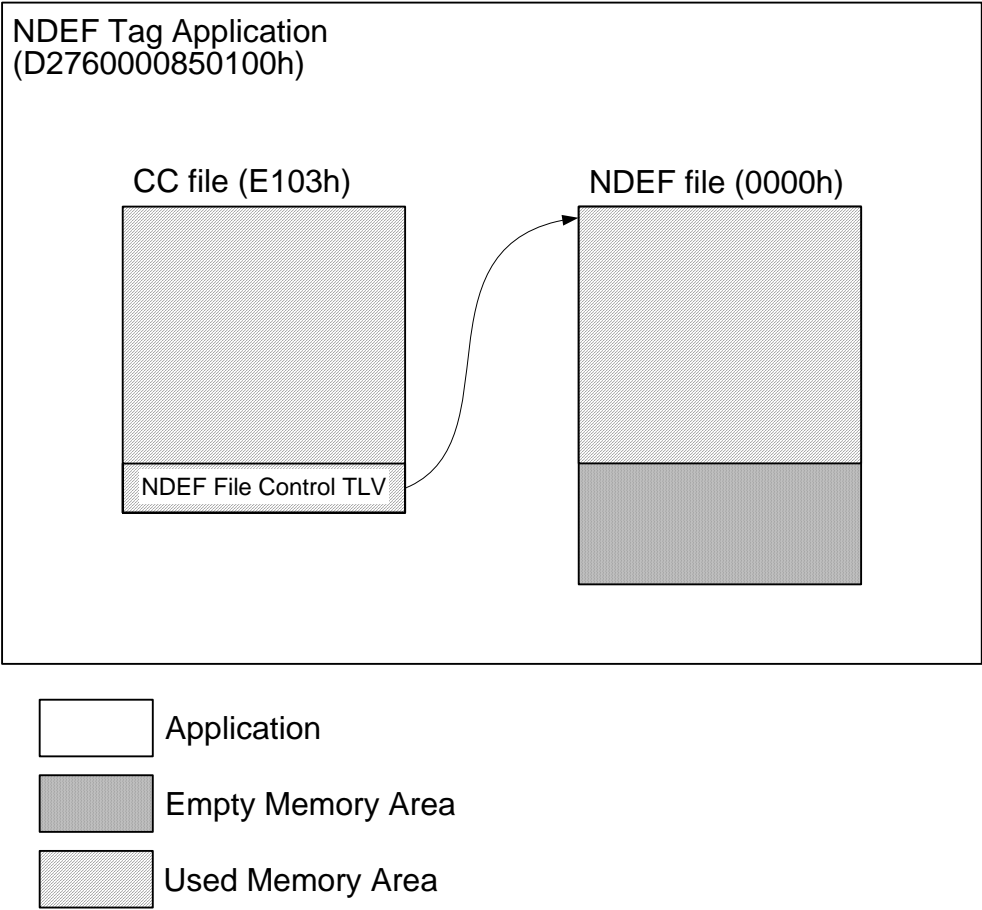 NDEF Tag Application
(D2760000850100h)
CC file (E103h)
NDEF file (0000h)
NDEF File Control TLV
Application
Empty Memory Area
Used Memory Area